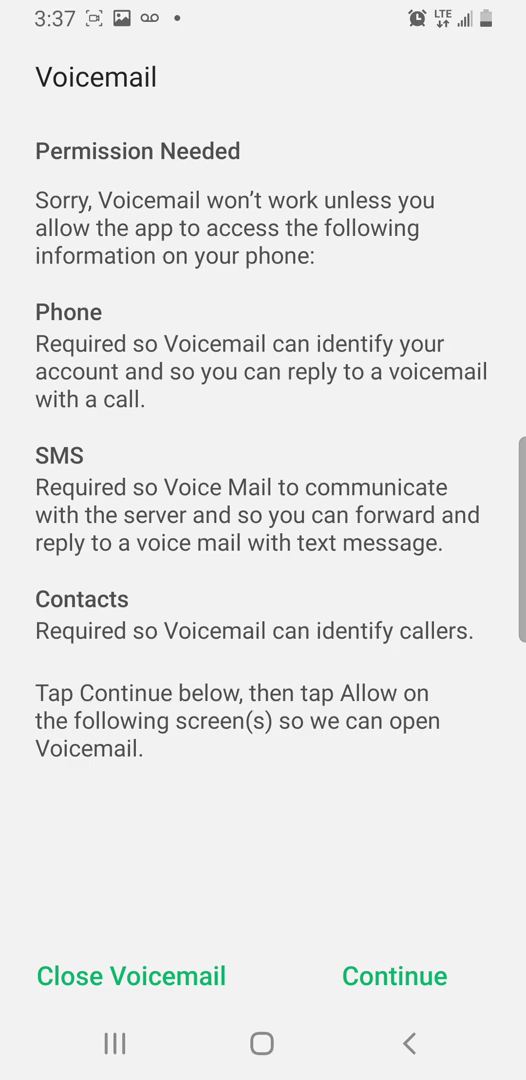 3:37
LTE
Voicemail
Permission Needed
Sorry, Voicemail won’t work unless you
allow the app to access the following
information on your phone:
Phone
Required so Voicemail can identify your
account and so you can reply to a voicemail
with a call.
SMS
Required so Voice Mail to communicate
with the server and so you can forward and
reply to a voice mail with text message.
Contacts
Required so Voicemail can identify callers.
Tap Continue below, then tap Allow on
the following screen(s) so we can open
Voicemail.
Close Voicemail
Continue